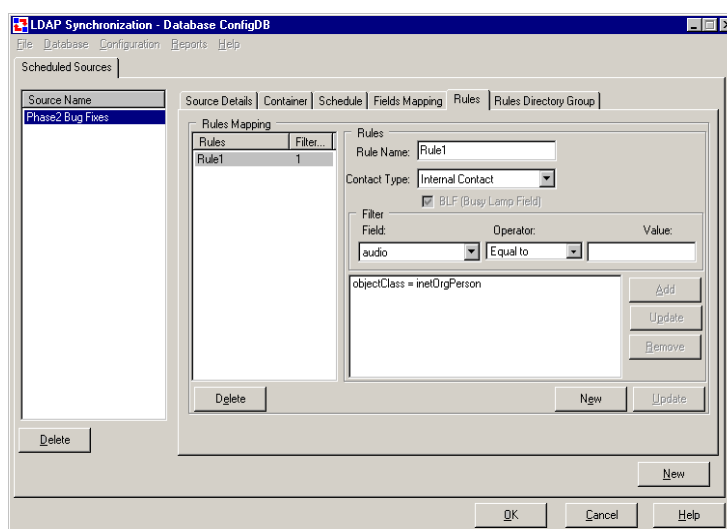 LDAP Synchronization - Database ConfigDB
File Database Configuration Reports Help
Scheduled Sources
Source Name
Phase2 Bug Fixes
Delete
Source Details Container Schedule Fields Mapping Rules Rules Directory Group
Rules Mapping
Rules Filter...
Rule1 1
Delete
Rules
Rule Name: Rule1
Contact Type: Internal Contact
BLF (Busy Lamp Field)
Filter
Field: Operator: Value:
audio Equal to
objectClass = inetOrgPerson
Add
Update
Remove
New Update
New
OK Cancel Help